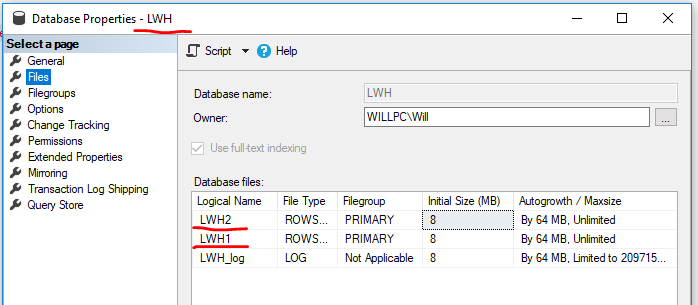 Database Properties - LWH
Select a page
General
Files
Filegroups
Options
Change Tracking
Permissions
Extended Properties
Mirroring
Transaction Log Shipping
Query Store
Script Help
Database name: LWH
Owner: WILLPC\Will ...
Use full-text indexing
Database files:
Logical Name File Type Filegroup Initial Size (MB) Autogrowth / Maxsize
LWH2 ROWS... PRIMARY 8 By 64 MB, Unlimited
LWH1 ROWS... PRIMARY 8 By 64 MB, Unlimited
LWH_log LOG Not Applicable 8 By 64 MB, Limited to 209715...